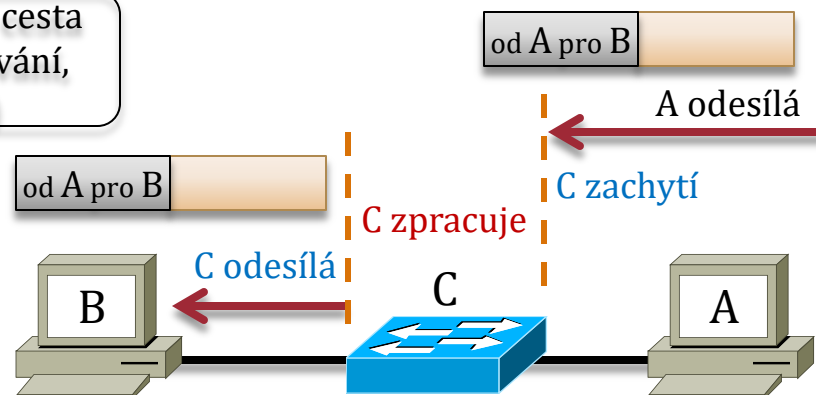 cesta
vání,
od A pro B
A odesílá
od A pro B
C zachytí
C zpracuje
C odesílá
B
C
A